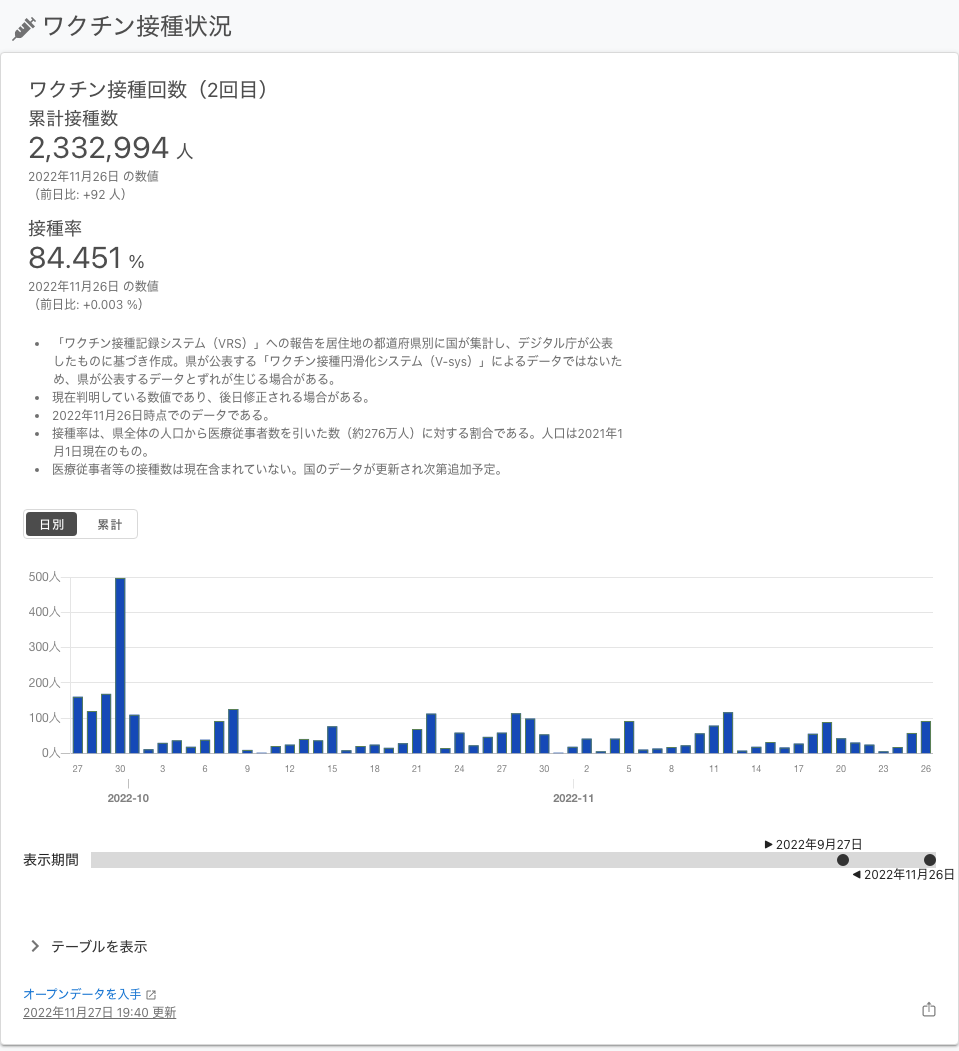 ワクチン接種状況
ワクチン接種回数（2回目）
累計接種数
2,332,994 人
2022年11月26日 の数値
（前日比: +92 人）
接種率
84.451 %
2022年11月26日 の数値
（前日比: +0.003 %）
「ワクチン接種記録システム（VRS）」への報告を居住地の都道府県別に国が集計し、デジタル庁が公表
したものに基づき作成。県が公表する「ワクチン接種円滑化システム（V-sys）」によるデータではないた
め、県が公表するデータとずれが生じる場合がある。
現在判明している数値であり、後日修正される場合がある。
2022年11月26日時点でのデータである。
接種率は、県全体の人口から医療従事者数を引いた数（約276万人）に対する割合である。人口は2021年1
月1日現在のもの。
医療従事者等の接種数は現在含まれていない。国のデータが更新され次第追加予定。
日別 累計
500人
400人
300人
200人
100人
0人
27 30 3 6 9 12 15 18 21 24 27 30 2 5 8 11 14 17 20 23 26
2022-10 2022-11
▶ 2022年9月27日
表示期間
◀ 2022年11月26日
テーブルを表示
オープンデータを入手
2022年11月27日 19:40 更新